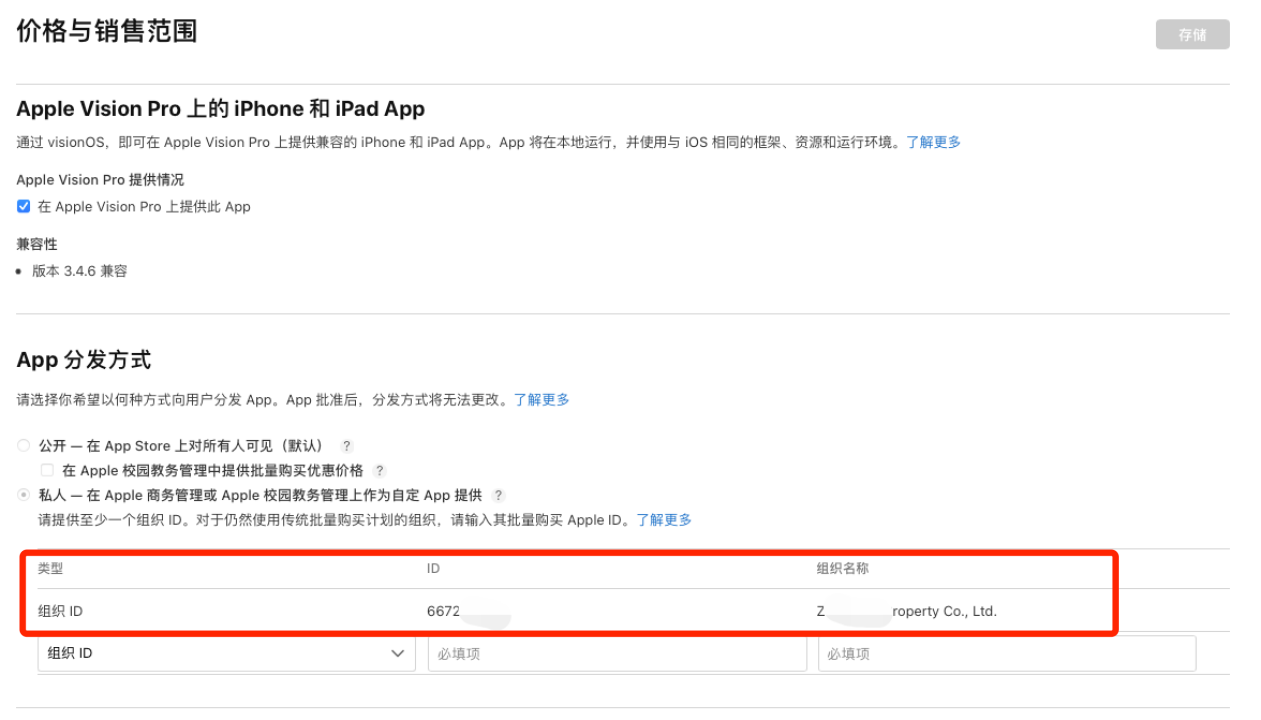 价格与销售范围
存储
Apple Vision Pro 上的 iPhone 和 iPad App
通过 visionOS，即可在 Apple Vision Pro 上提供兼容的 iPhone 和 iPad App。App 将在本地运行，并使用与 iOS 相同的框架、资源和运行环境。了解更多
Apple Vision Pro 提供情况
在 Apple Vision Pro 上提供此 App
兼容性
• 版本 3.4.6 兼容
App 分发方式
请选择你希望以何种方式向用户分发 App。App 批准后，分发方式将无法更改。了解更多
公开 — 在 App Store 上对所有人可见（默认） ?
在 Apple 校园教务管理中提供批量购买优惠价格 ?
私人 — 在 Apple 商务管理或 Apple 校园教务管理上作为自定 App 提供 ?
请提供至少一个组织 ID。对于仍然使用传统批量购买计划的组织，请输入其批量购买 Apple ID。了解更多
类型 ID 组织名称
组织 ID 6672 Z roperty Co., Ltd.
组织 ID 必填项 必填项